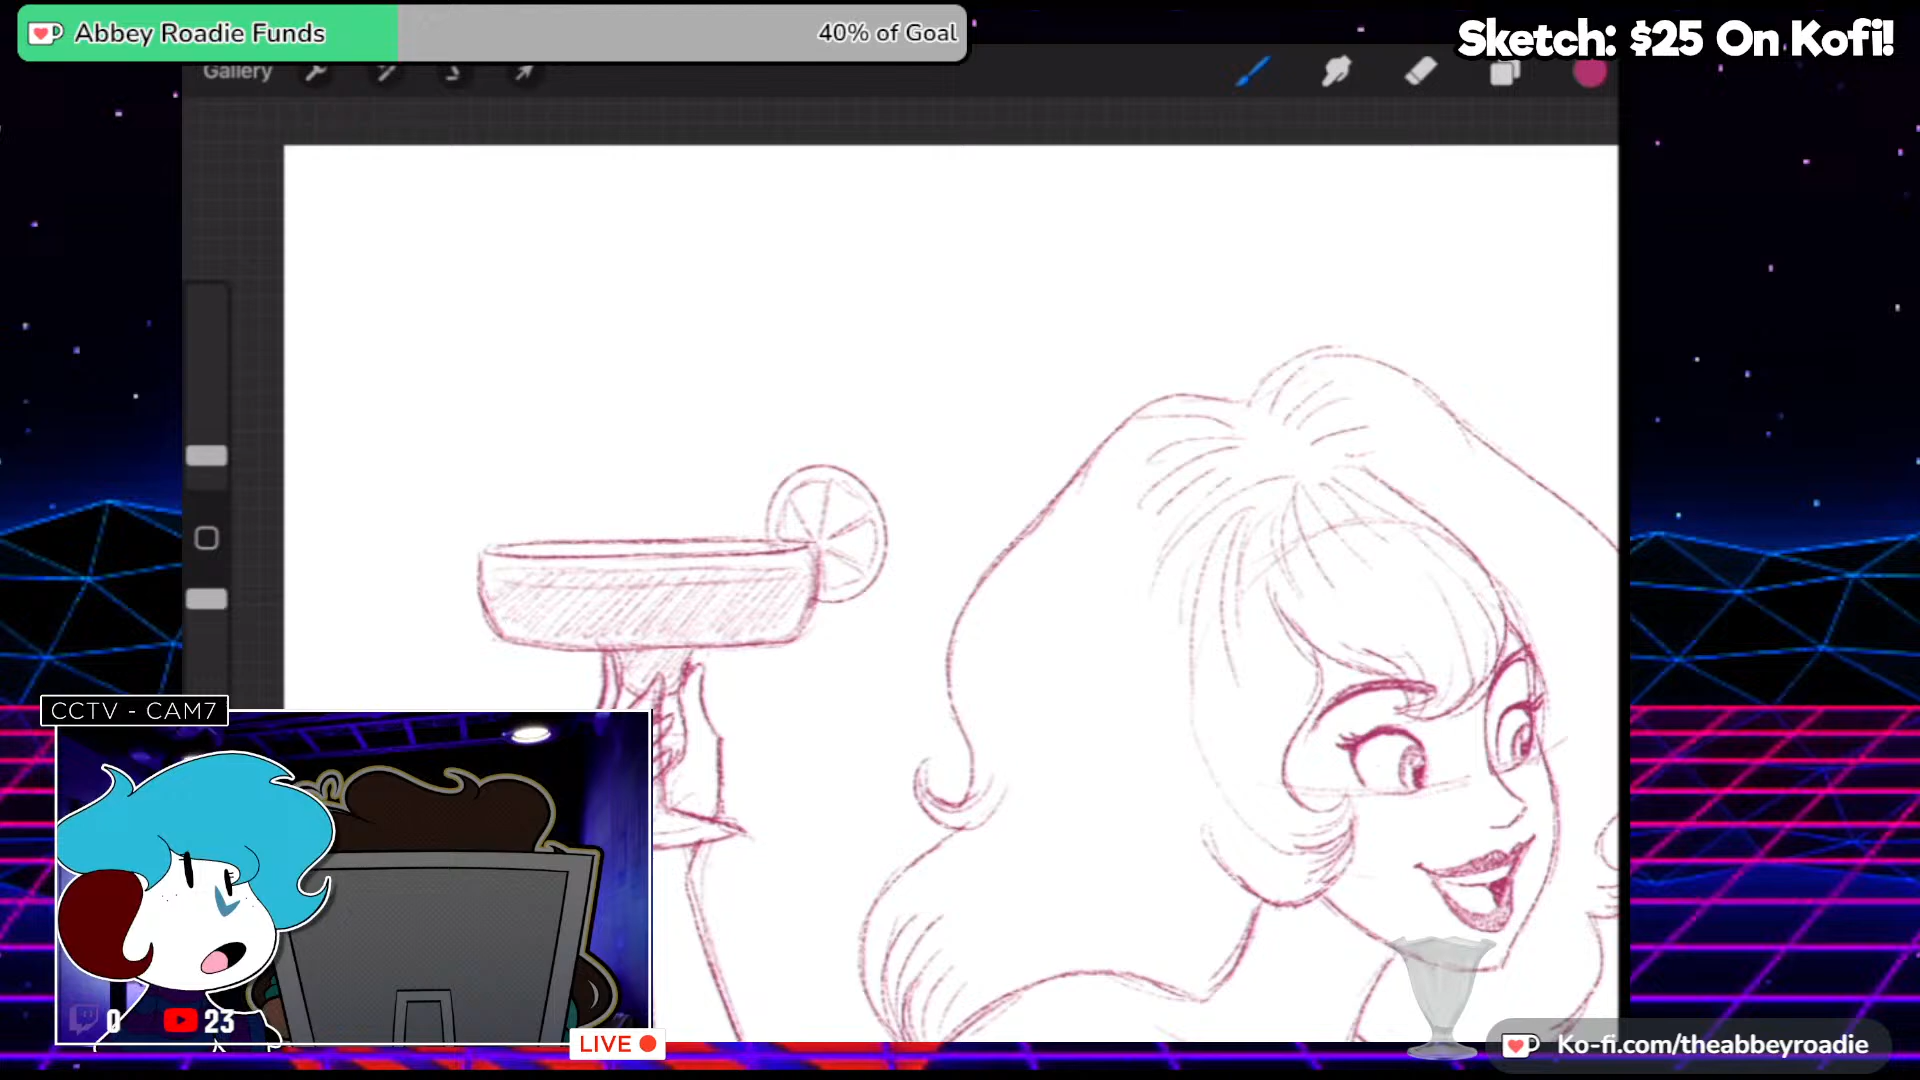 Abbey Roadie Funds
40% of Goal
Sketch: $25 On Kofi!
Gallery
CCTV - CAM7
0
23
LIVE
Ko-fi.com/theabbeyroadie